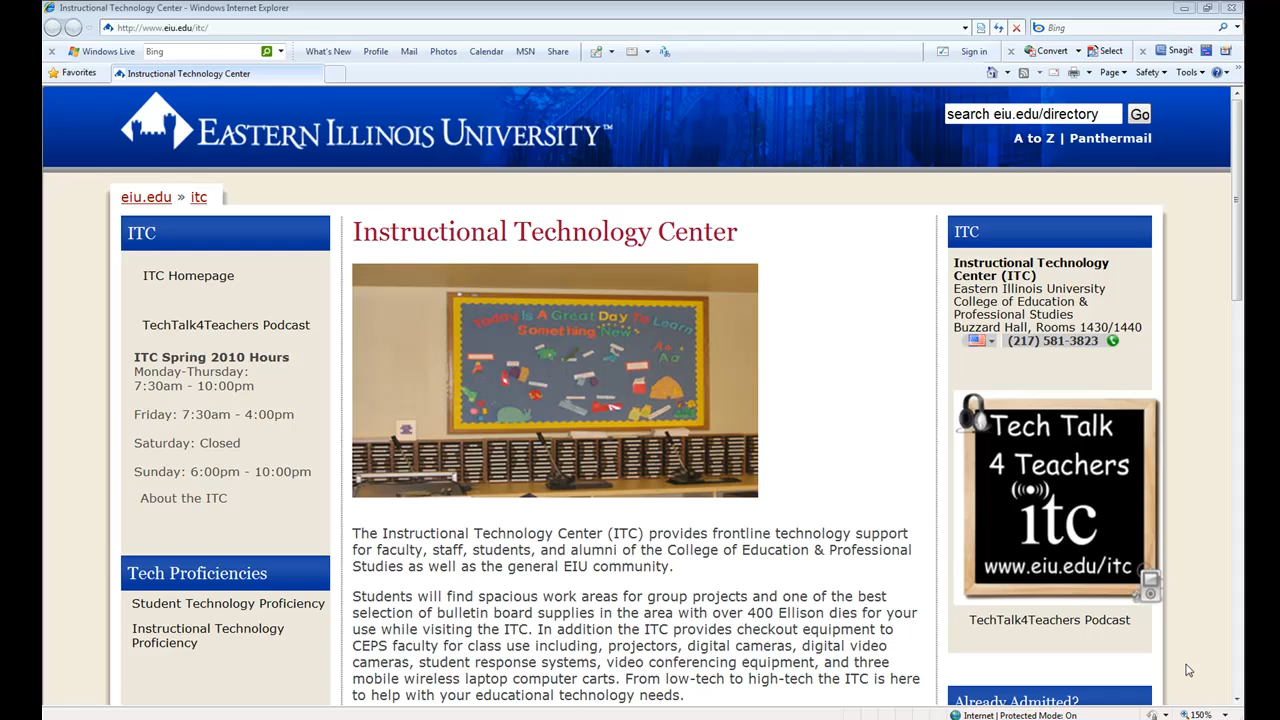 Instructional Technology Center - Windows Internet Explorer
http://www.eiu.edu/itc/
Bing
Windows Live
Bing
What's New
Profile
Mail
Photos
Calendar
MSN
Share
Sign in
Convert
Select
Snagit
Favorites
Instructional Technology Center
Page
Safety
Tools
EASTERN ILLINOIS UNIVERSITY™
search eiu.edu/directory
Go
A to Z | Panthermail
eiu.edu » itc
ITC
ITC Homepage
TechTalk4Teachers Podcast
ITC Spring 2010 Hours
Monday-Thursday:
7:30am - 10:00pm
Friday: 7:30am - 4:00pm
Saturday: Closed
Sunday: 6:00pm - 10:00pm
About the ITC
Tech Proficiencies
Student Technology Proficiency
Instructional Technology
Proficiency
Instructional Technology Center
Today Is A Great Day To Learn
Something New
A+
Aa
The Instructional Technology Center (ITC) provides frontline technology support
for faculty, staff, students, and alumni of the College of Education & Professional
Studies as well as the general EIU community.
Students will find spacious work areas for group projects and one of the best
selection of bulletin board supplies in the area with over 400 Ellison dies for your
use while visiting the ITC. In addition the ITC provides checkout equipment to
CEPS faculty for class use including, projectors, digital cameras, digital video
cameras, student response systems, video conferencing equipment, and three
mobile wireless laptop computer carts. From low-tech to high-tech the ITC is here
to help with your educational technology needs.
ITC
Instructional Technology
Center (ITC)
Eastern Illinois University
College of Education &
Professional Studies
Buzzard Hall, Rooms 1430/1440
(217) 581-3823
Tech Talk
4 Teachers
itc
www.eiu.edu/itc
TechTalk4Teachers Podcast
Already Admitted?
Internet | Protected Mode: On
150%